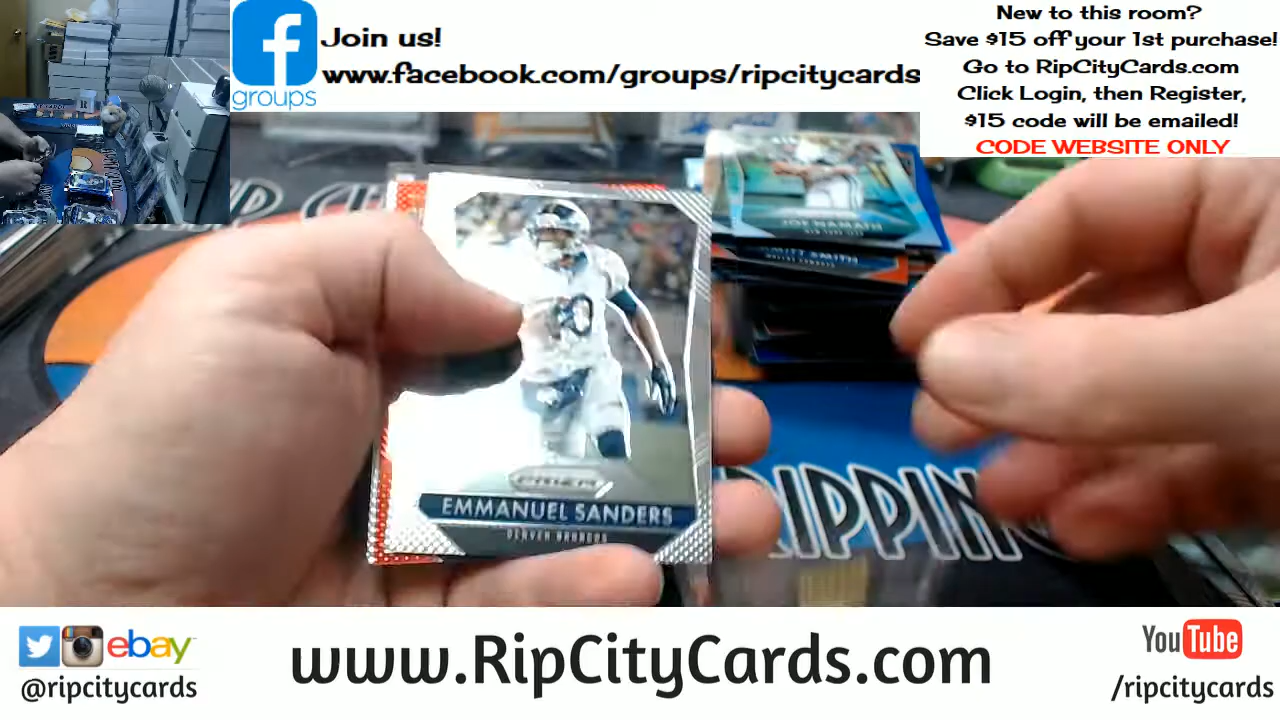 Join us!
www.facebook.com/groups/ripcitycards
groups
New to this room?
Save $15 off your 1st purchase!
Go to RipCityCards.com
Click Login, then Register,
$15 code will be emailed!
CODE WEBSITE ONLY
JOE NAMATH
SMITH
PRIZM
EMMANUEL SANDERS
DENVER BRONCOS
RIPPIN
ebay
@ripcitycards
www.RipCityCards.com
YouTube
/ripcitycards